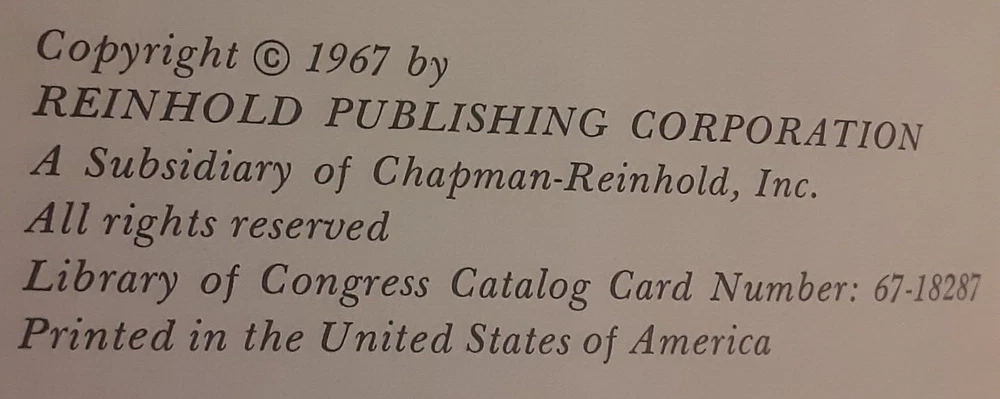 Copyright © 1967 by
REINHOLD PUBLISHING CORPORATION
A Subsidiary of Chapman-Reinhold, Inc.
All rights reserved
Library of Congress Catalog Card Number: 67-18287
Printed in the United States of America